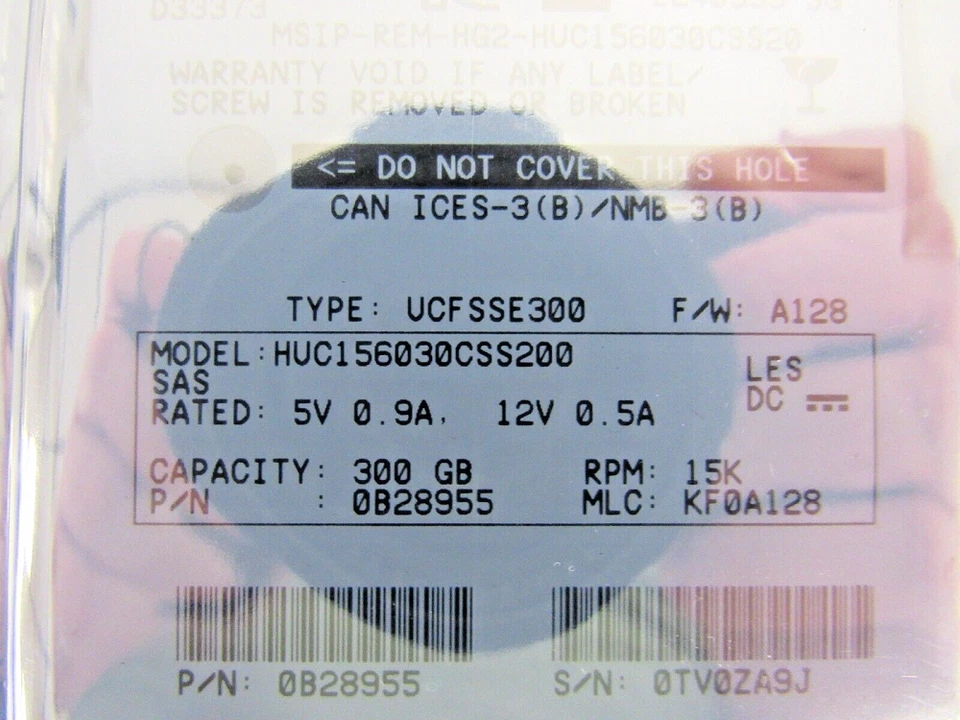 D33373
MSIP-REM-HG2-HUC156030CSS20
WARRANTY VOID IF ANY LABEL/
SCREW IS REMOVED OR BROKEN
<= DO NOT COVER THIS HOLE
CAN ICES-3(B)/NMB-3(B)
TYPE: UCFSSE300 F/W: A128
MODEL:HUC156030CSS200
SAS LES
RATED: 5V 0.9A, 12V 0.5A DC
CAPACITY: 300 GB RPM: 15K
P/N : 0B28955 MLC: KF0A128
P/N: 0B28955 S/N: 0TV0ZA9J